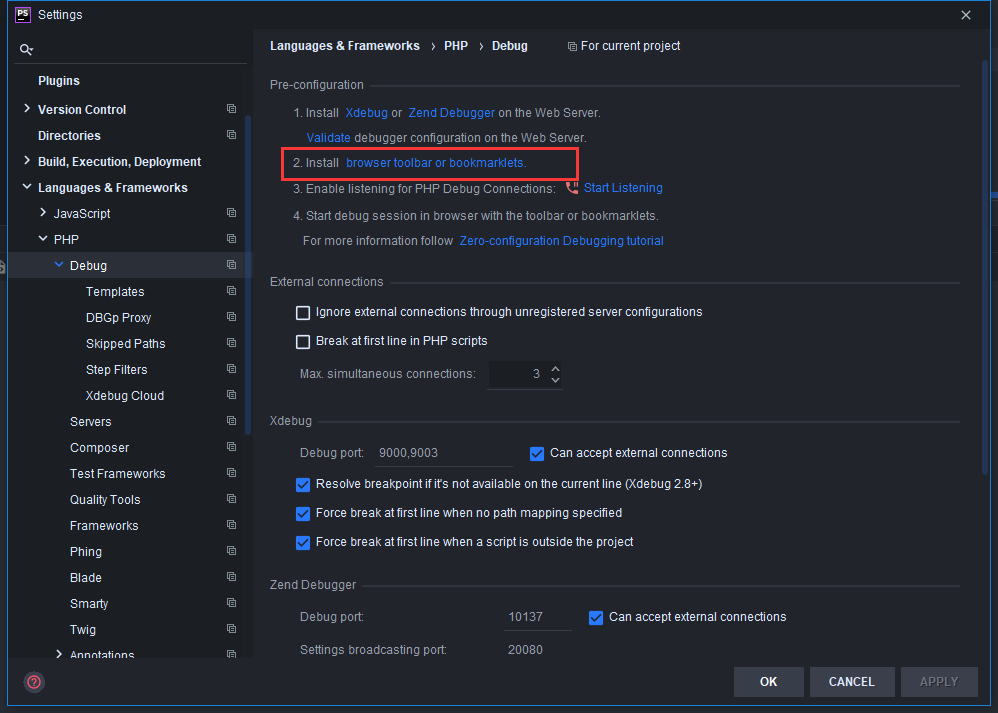 PS Settings
Languages & Frameworks › PHP › Debug For current project
Plugins
Version Control
Directories
Build, Execution, Deployment
Languages & Frameworks
JavaScript
PHP
Debug
Templates
DBGp Proxy
Skipped Paths
Step Filters
Xdebug Cloud
Servers
Composer
Test Frameworks
Quality Tools
Frameworks
Phing
Blade
Smarty
Twig
Annotations
Pre-configuration
1. Install Xdebug or Zend Debugger on the Web Server.
Validate debugger configuration on the Web Server.
2. Install browser toolbar or bookmarklets.
3. Enable listening for PHP Debug Connections: Start Listening
4. Start debug session in browser with the toolbar or bookmarklets.
For more information follow Zero-configuration Debugging tutorial
External connections
Ignore external connections through unregistered server configurations
Break at first line in PHP scripts
Max. simultaneous connections: 3
Xdebug
Debug port: 9000,9003 Can accept external connections
Resolve breakpoint if it's not available on the current line (Xdebug 2.8+)
Force break at first line when no path mapping specified
Force break at first line when a script is outside the project
Zend Debugger
Debug port: 10137 Can accept external connections
Settings broadcasting port: 20080
? OK CANCEL APPLY